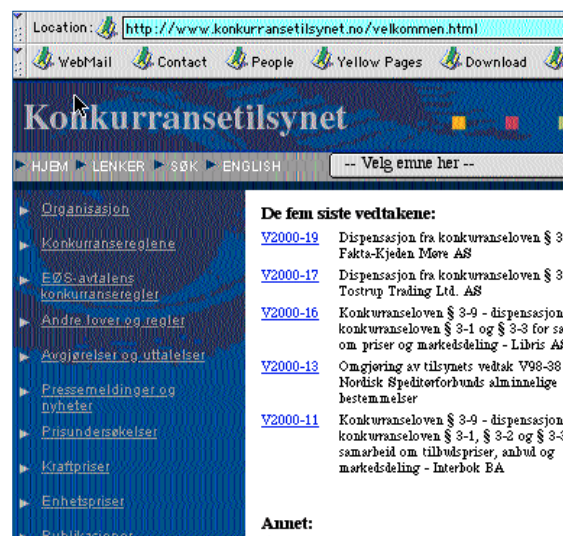 Location: http://www.konkurransetilsynet.no/velkommen.html
WebMail Contact People Yellow Pages Download
Konkurransetilsynet
HJEM LENKER SØK ENGLISH -- Velg emne her --
Organisasjon
Konkurransereglene
EØS-avtalens
konkurranseregler
Andre lover og regler
Avgjørelser og uttalelser
Pressemeldinger og
nyheter
Prisundersøkelser
Kraftpriser
Enhetspriser
Publikasjoner
De fem siste vedtakene:
V2000-19 Dispensasjon fra konkurranseloven § 3
Fakta-Kjeden Møre AS
V2000-17 Dispensasjon fra konkurranseloven § 3
Tostrup Trading Ltd. AS
V2000-16 Konkurranseloven § 3-9 - dispensasjon
konkurranseloven § 3-1 og § 3-3 for sa
om priser og markedsdeling - Libris AS
V2000-13 Omgjøring av tilsynets vedtak V98-38
Nordisk Speditørforbunds alminnelige
bestemmelser
V2000-11 Konkurranseloven § 3-9 - dispensasjon
konkurranseloven § 3-1, § 3-2 og § 3-3
samarbeid om tilbudspriser, anbud og
markedsdeling - Interbok BA
Annet: